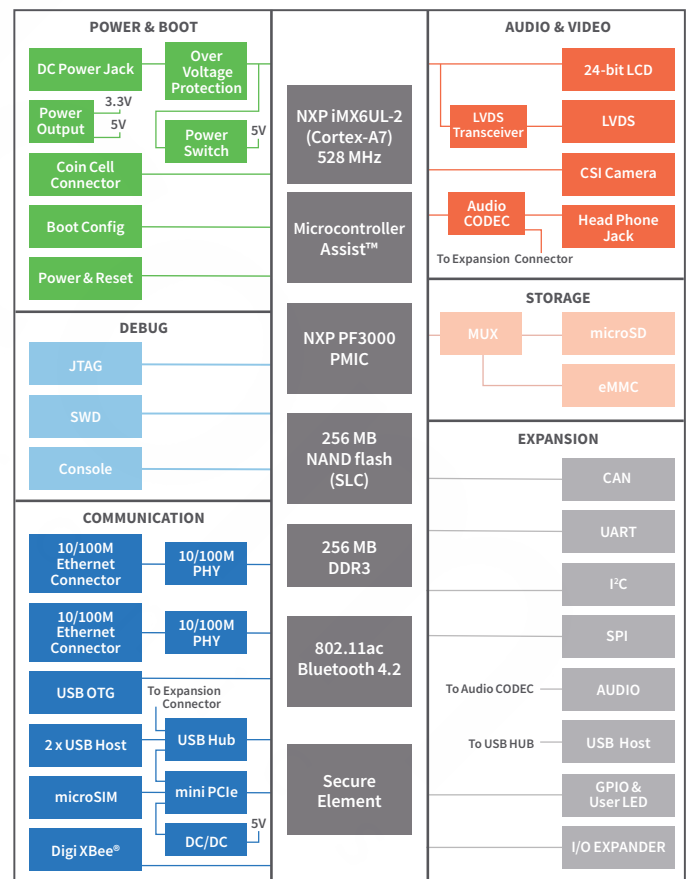 POWER & BOOT
DC Power Jack
Over
Voltage
Protection
Power
Output
3.3V
5V
Power
Switch
5V
Coin Cell
Connector
Boot Config
Power & Reset
DEBUG
JTAG
SWD
Console
COMMUNICATION
10/100M
Ethernet
Connector
10/100M
PHY
10/100M
Ethernet
Connector
10/100M
PHY
USB OTG
To Expansion
Connector
2 x USB Host
USB Hub
microSIM
mini PCIe
5V
Digi XBee®
DC/DC
NXP iMX6UL-2
(Cortex-A7)
528 MHz
Microcontroller
Assist™
NXP PF3000
PMIC
256 MB
NAND flash
(SLC)
256 MB
DDR3
802.11ac
Bluetooth 4.2
Secure
Element
AUDIO & VIDEO
24-bit LCD
LVDS
Transceiver
LVDS
CSI Camera
Audio
CODEC
Head Phone
Jack
To Expansion Connector
STORAGE
MUX
microSD
eMMC
EXPANSION
CAN
UART
I²C
SPI
To Audio CODEC
AUDIO
To USB HUB
USB Host
GPIO &
User LED
I/O EXPANDER